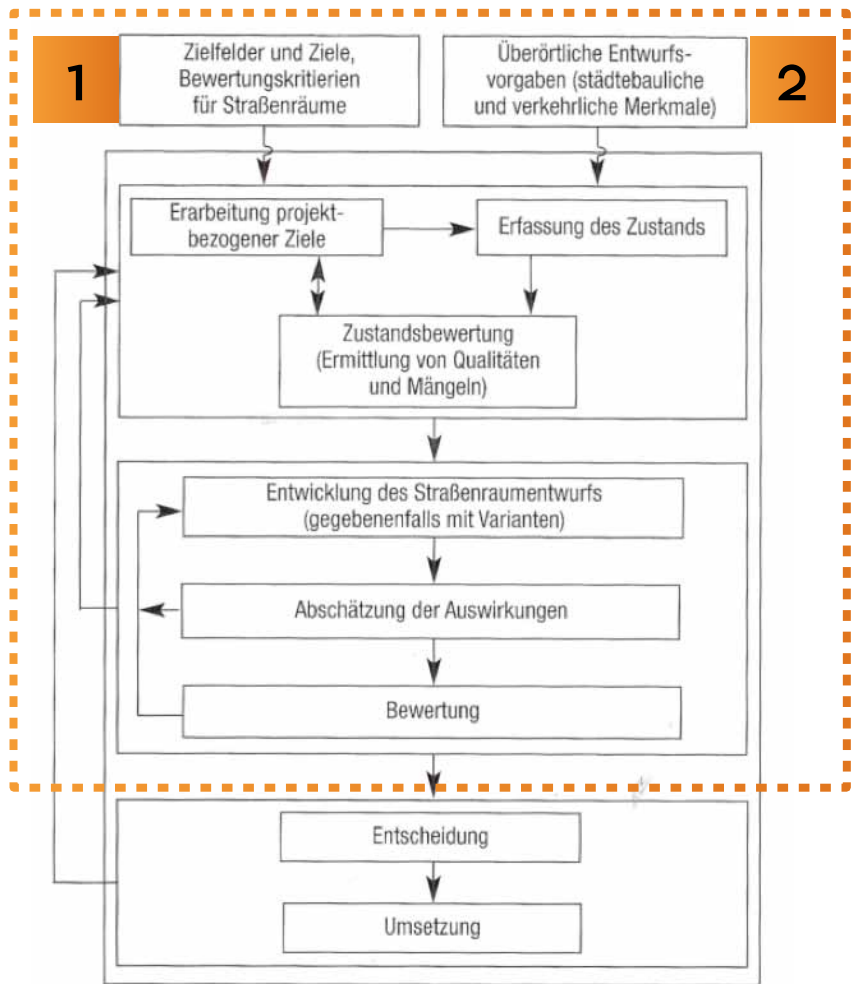 1
Zielfelder und Ziele,
Bewertungskritierien
für Straßenräume
Überörtliche Entwurfs-
vorgaben (städtebauliche
und verkehrliche Merkmale)
2
Erarbeitung projekt-
bezogener Ziele
Erfassung des Zustands
Zustandsbewertung
(Ermittlung von Qualitäten
und Mängeln)
Entwicklung des Straßenraumentwurfs
(gegebenenfalls mit Varianten)
Abschätzung der Auswirkungen
Bewertung
Entscheidung
Umsetzung